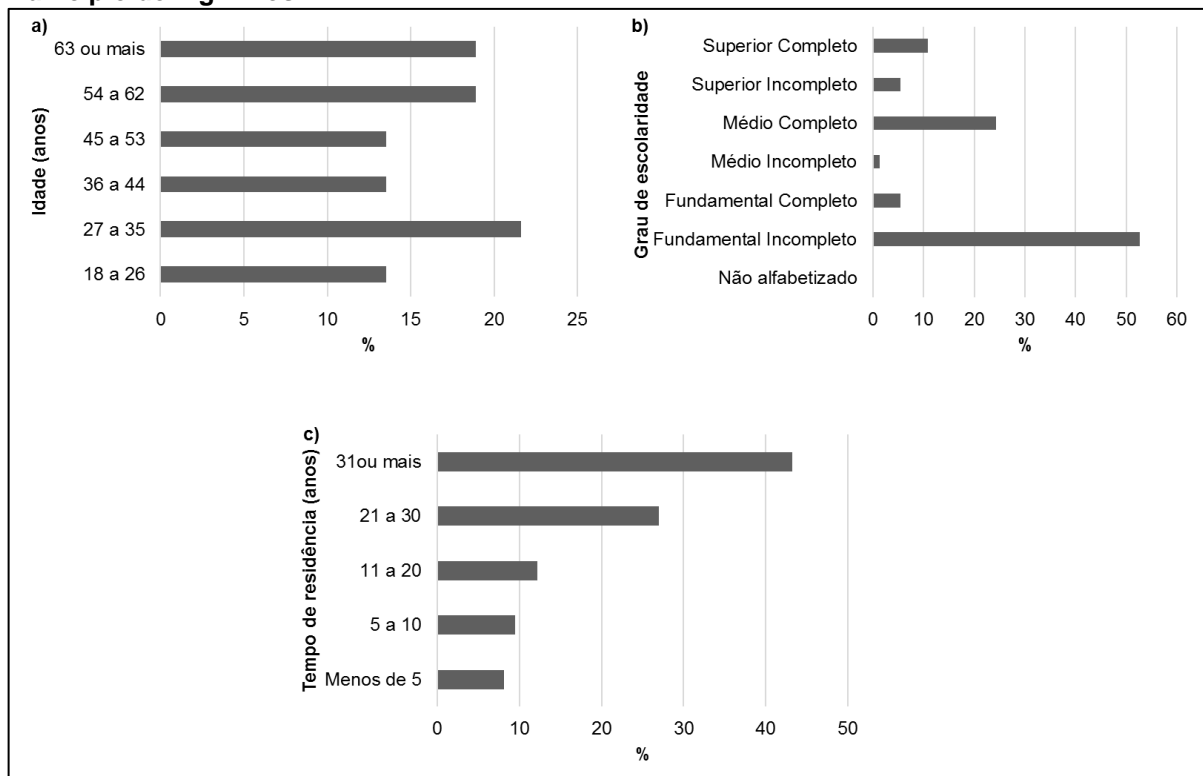 a)
Idade (anos)
63 ou mais
54 a 62
45 a 53
36 a 44
27 a 35
18 a 26
0 5 10 15 20 25
%
b)
Grau de escolaridade
Superior Completo
Superior Incompleto
Médio Completo
Médio Incompleto
Fundamental Completo
Fundamental Incompleto
Não alfabetizado
0 10 20 30 40 50 60
%
c)
Tempo de residência (anos)
31ou mais
21 a 30
11 a 20
5 a 10
Menos de 5
0 10 20 30 40 50
%